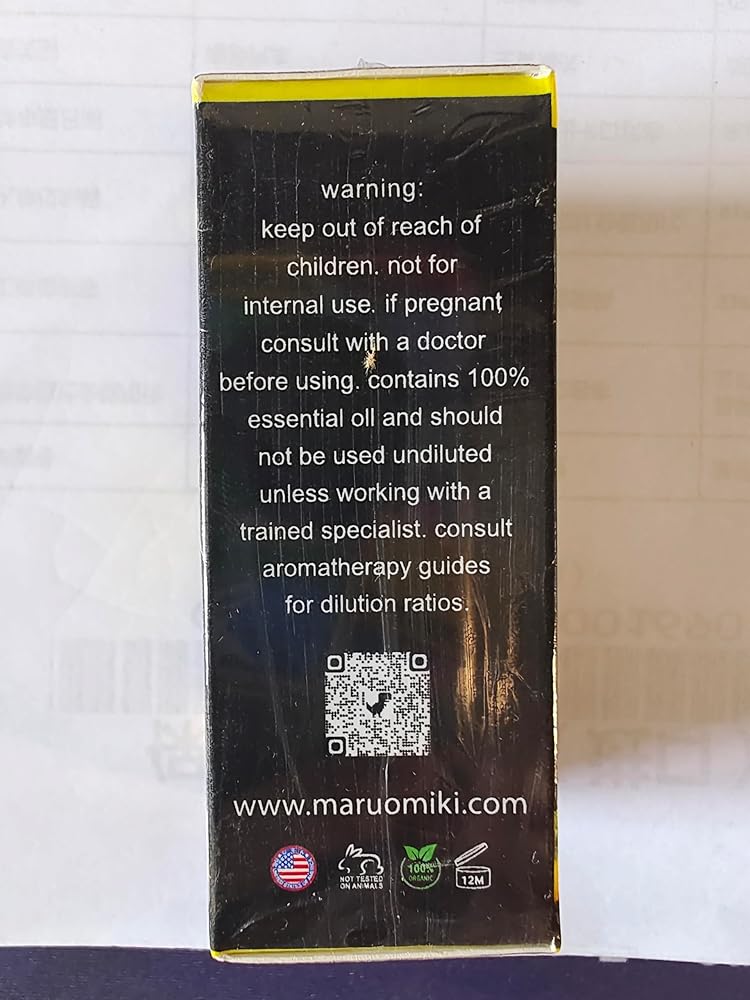 warning:
keep out of reach of
children. not for
internal use. if pregnant,
consult with a doctor
before using. contains 100%
essential oll and should
not be used undiluted
unless working with a
trained specialist. consult
aromatherapy guides
for dilution ratios.
www.maruomiki.com
NOT TESTED
ON ANIMALS
100%
ORGANIC
12M